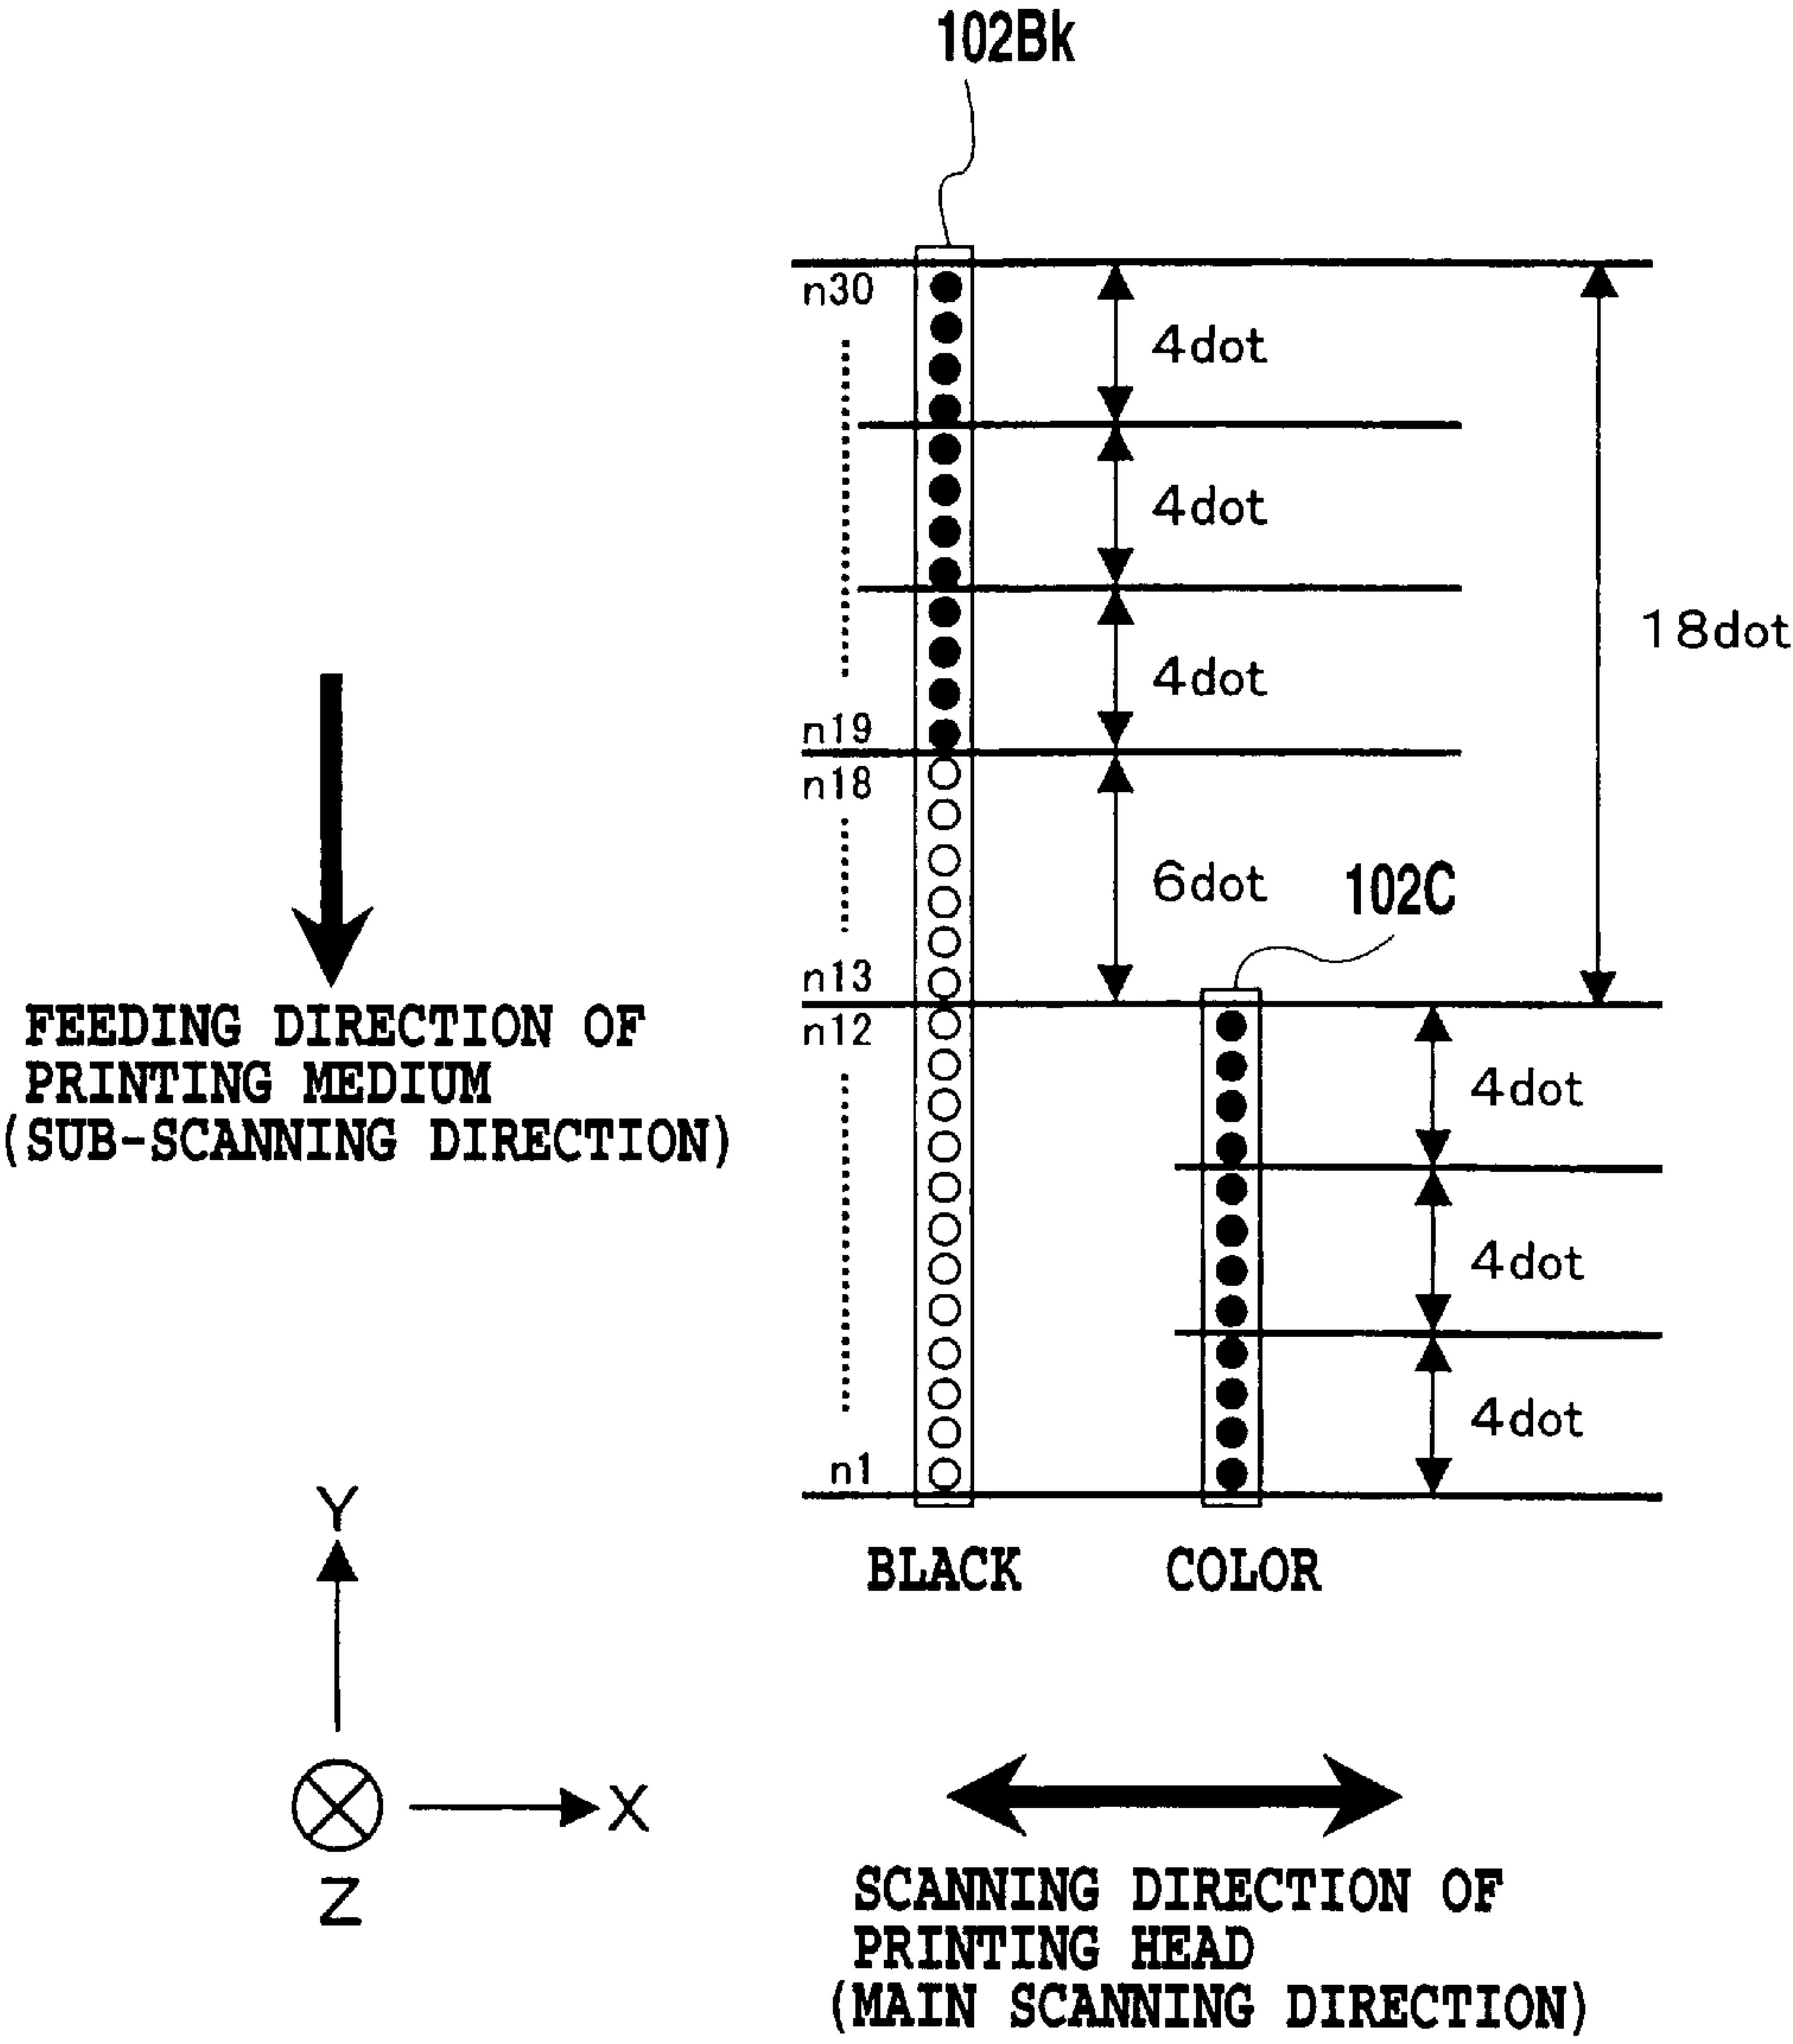 102Bk
n30
4dot
4dot
18dot
4dot
n19
n18
6dot
102C
n13
n12
FEEDING DIRECTION OF
PRINTING MEDIUM
(SUB-SCANNING DIRECTION)
4dot
4dot
4dot
n1
BLACK
COLOR
Y
X
Z
SCANNING DIRECTION OF
PRINTING HEAD
(MAIN SCANNING DIRECTION)